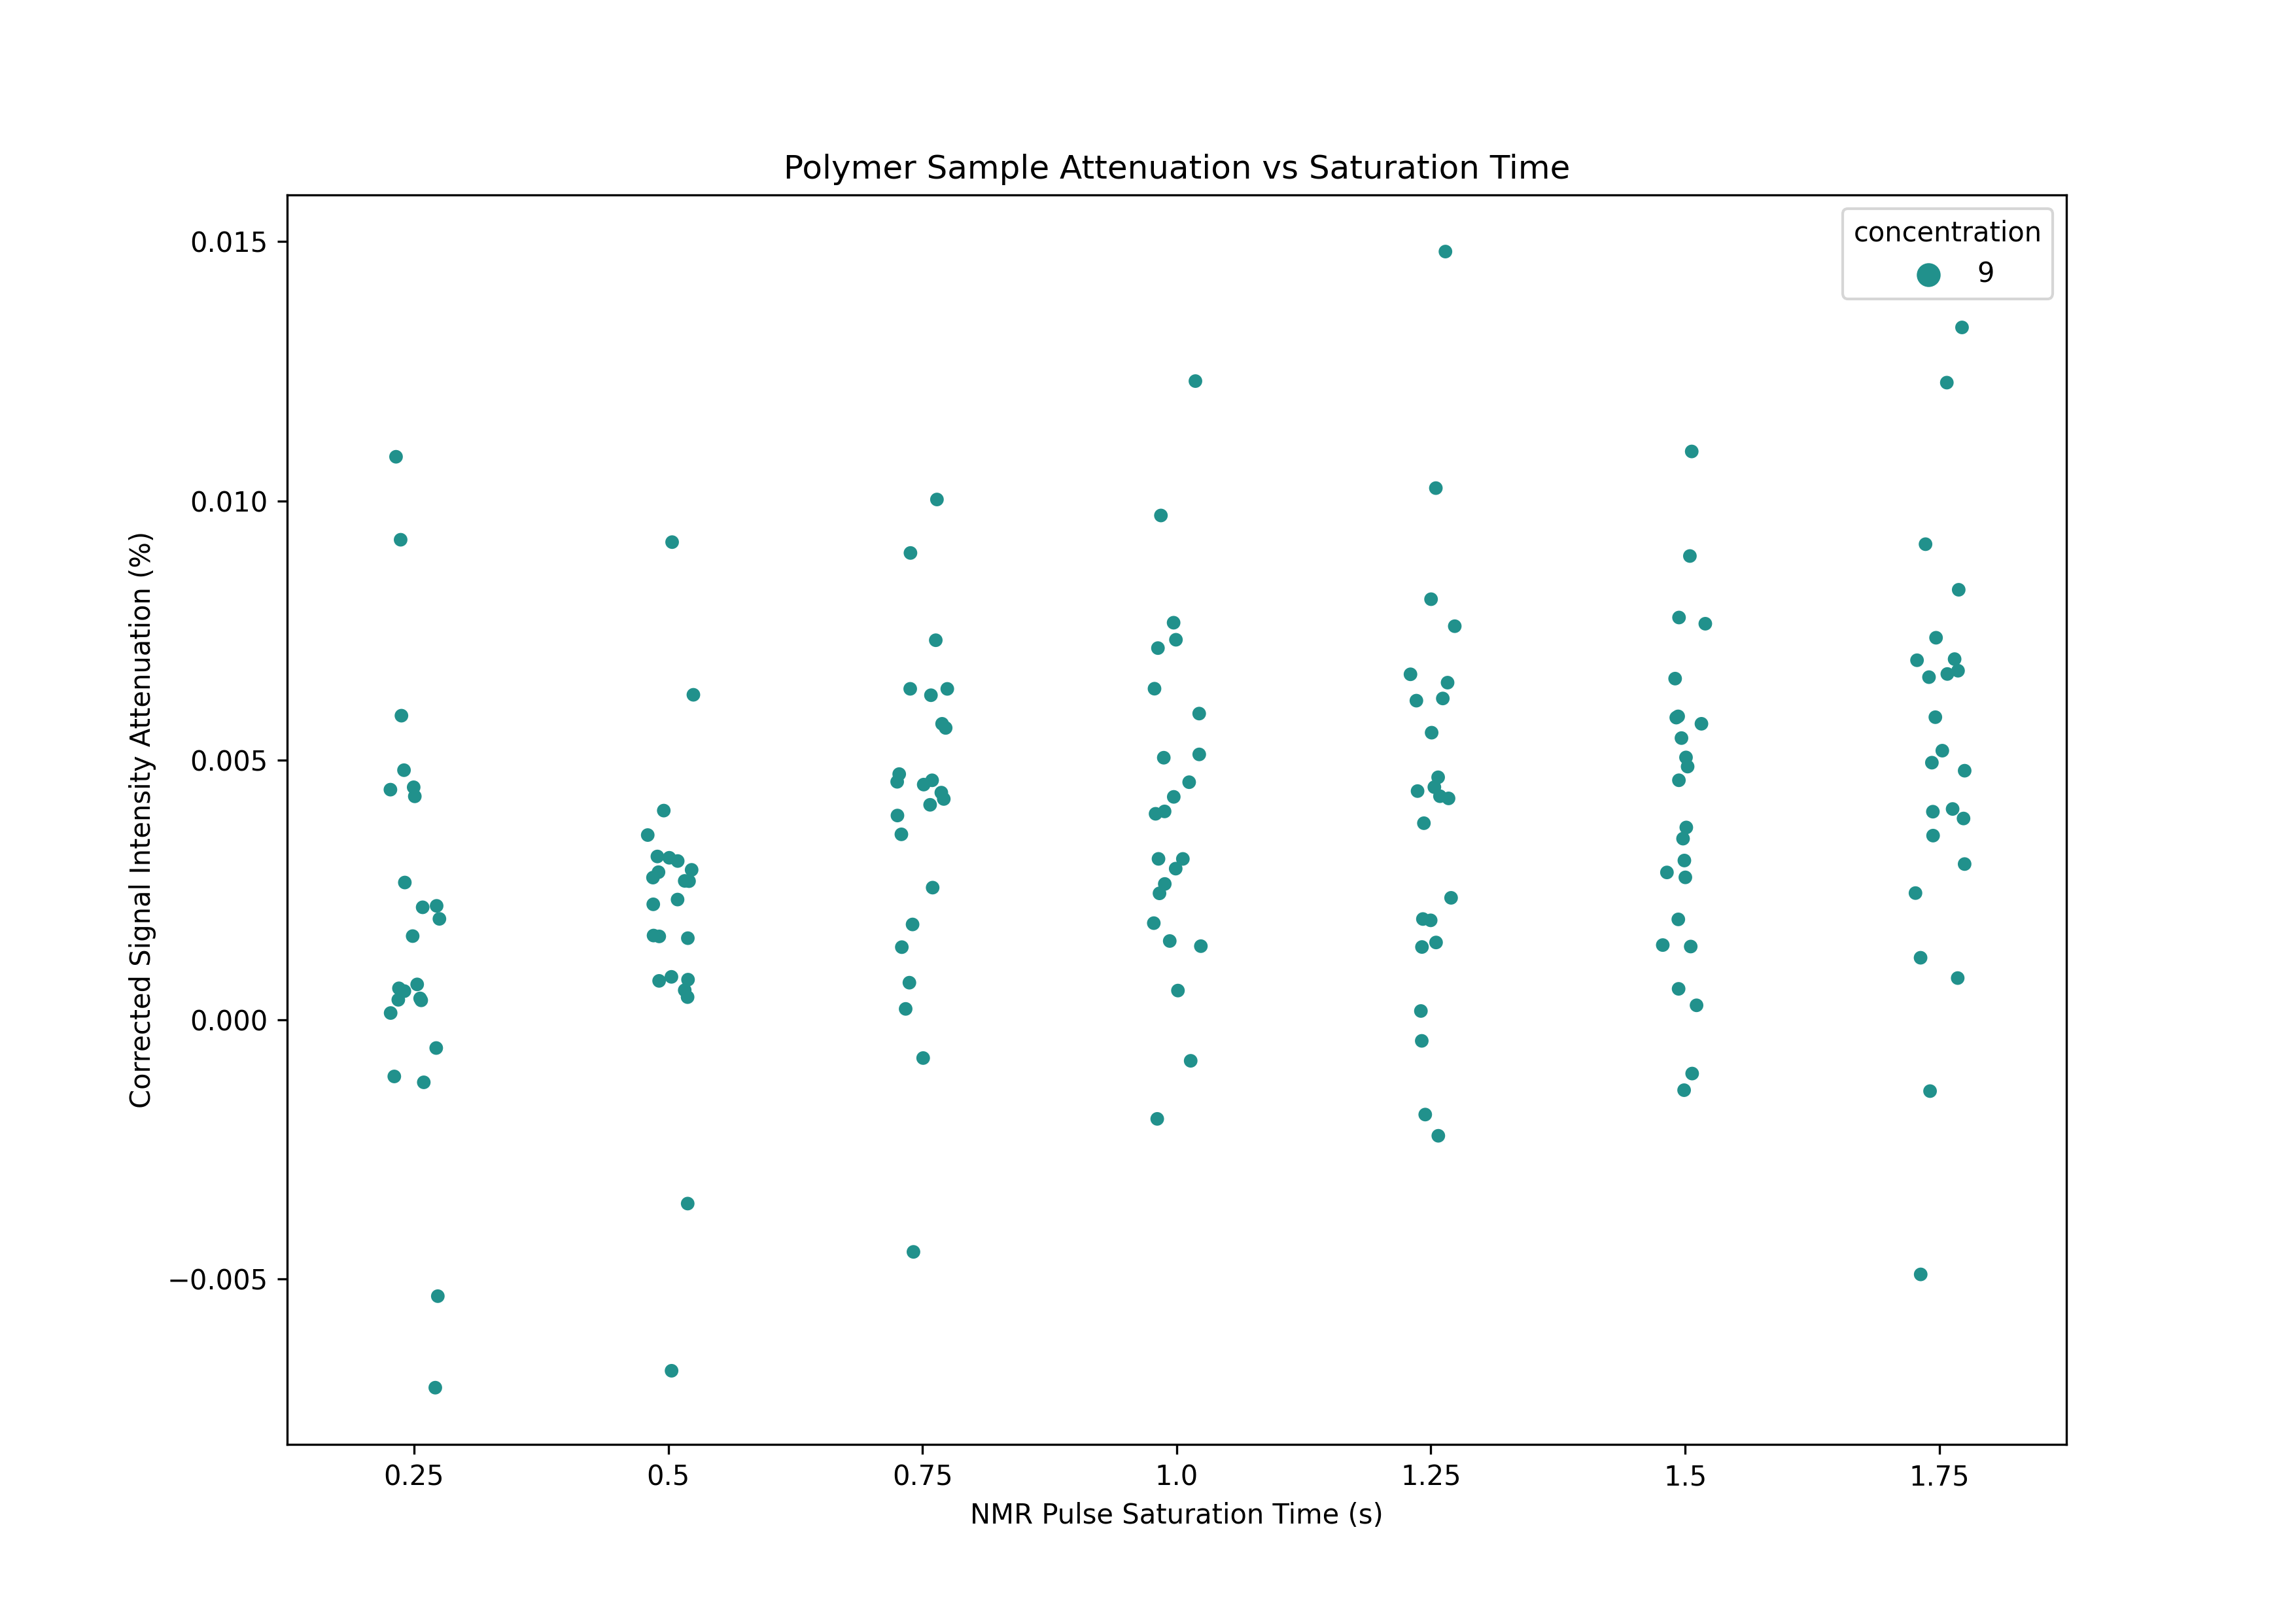 Polymer Sample Attenuation vs Saturation Time
concentration
9
Corrected Signal Intensity Attenuation (%)
0.015
0.010
0.005
0.000
−0.005
0.25 0.5 0.75 1.0 1.25 1.5 1.75
NMR Pulse Saturation Time (s)